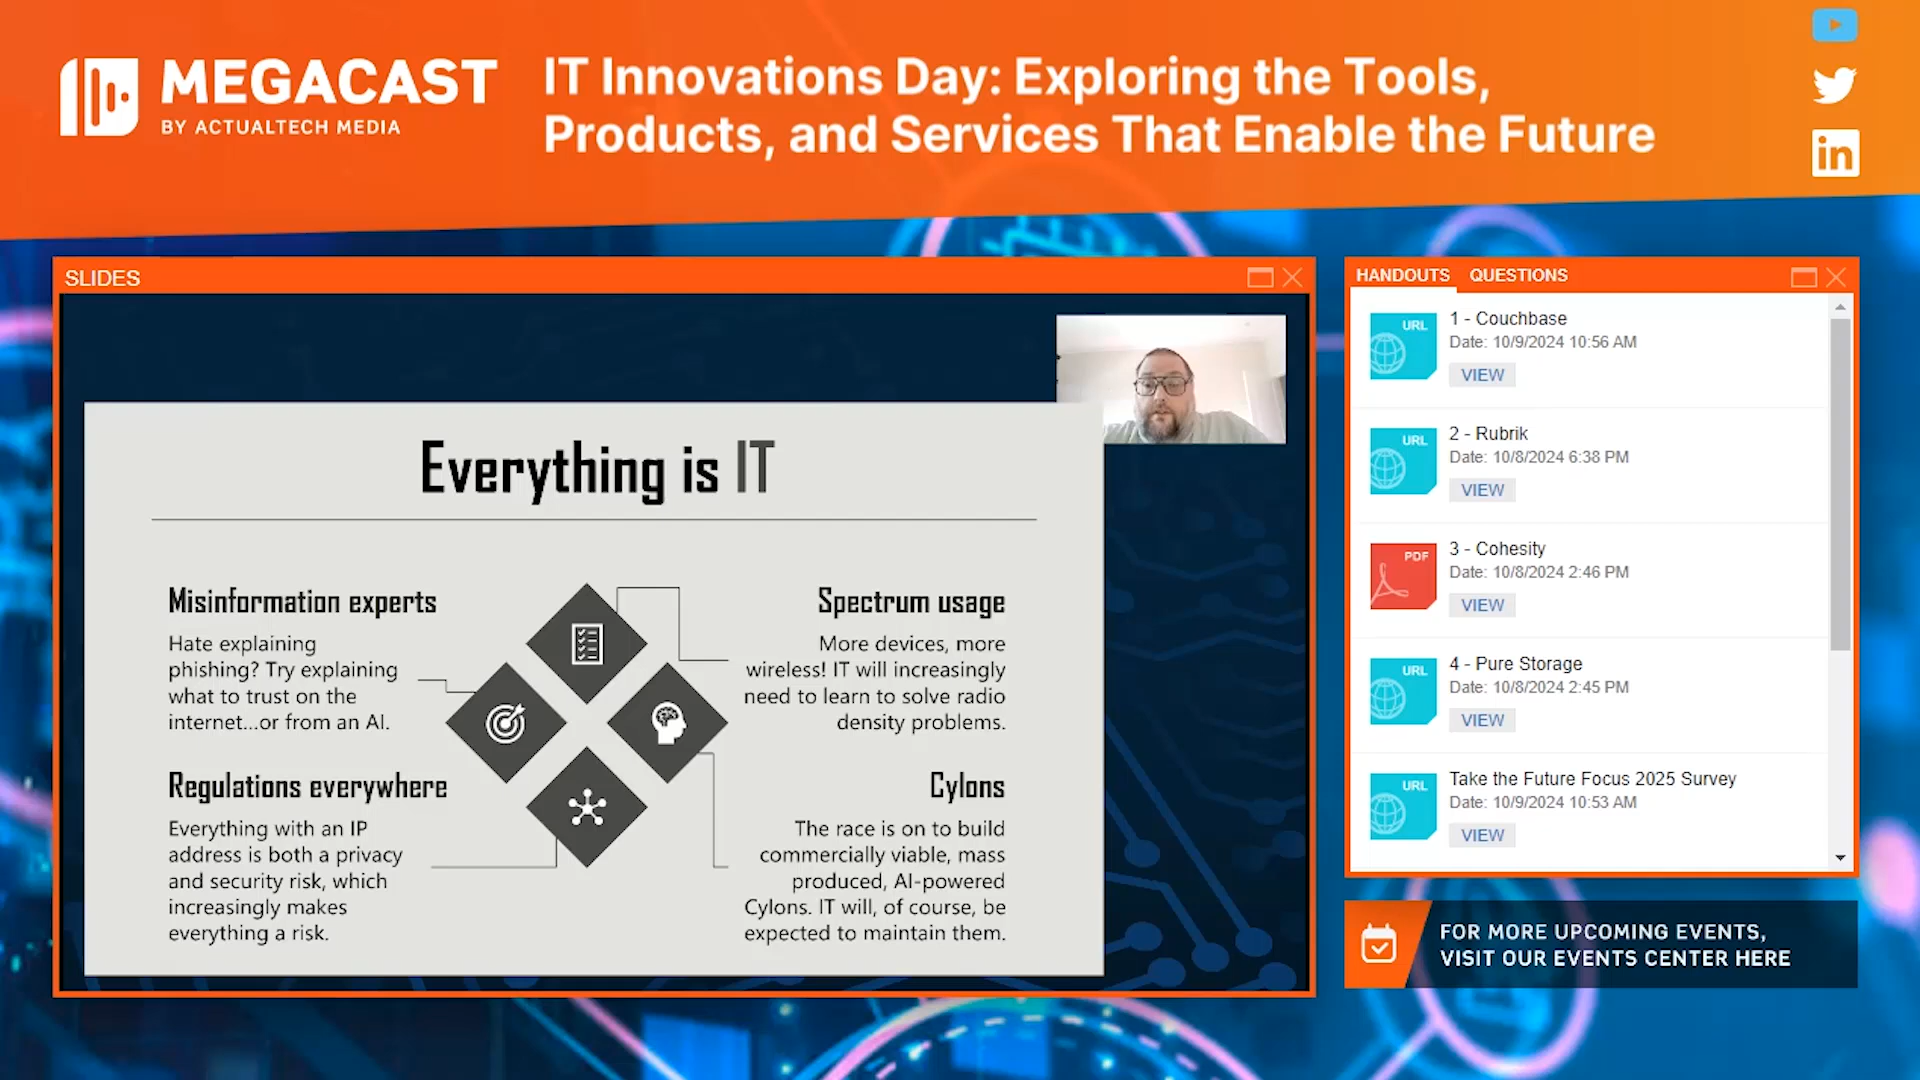 MEGACAST
BY ACTUALTECH MEDIA
IT Innovations Day: Exploring the Tools,
Products, and Services That Enable the Future
in
SLIDES
Everything is IT
Misinformation experts
Hate explaining
phishing? Try explaining
what to trust on the
internet...or from an AI.
Spectrum usage
More devices, more
wireless! IT will increasingly
need to learn to solve radio
density problems.
Regulations everywhere
Everything with an IP
address is both a privacy
and security risk, which
increasingly makes
everything a risk.
Cylons
The race is on to build
commercially viable, mass
produced, AI-powered
Cylons. IT will, of course, be
expected to maintain them.
HANDOUTS QUESTIONS
URL
1 - Couchbase
Date: 10/9/2024 10:56 AM
VIEW
URL
2 - Rubrik
Date: 10/8/2024 6:38 PM
VIEW
PDF
3 - Cohesity
Date: 10/8/2024 2:46 PM
VIEW
URL
4 - Pure Storage
Date: 10/8/2024 2:45 PM
VIEW
URL
Take the Future Focus 2025 Survey
Date: 10/9/2024 10:53 AM
VIEW
FOR MORE UPCOMING EVENTS,
VISIT OUR EVENTS CENTER HERE